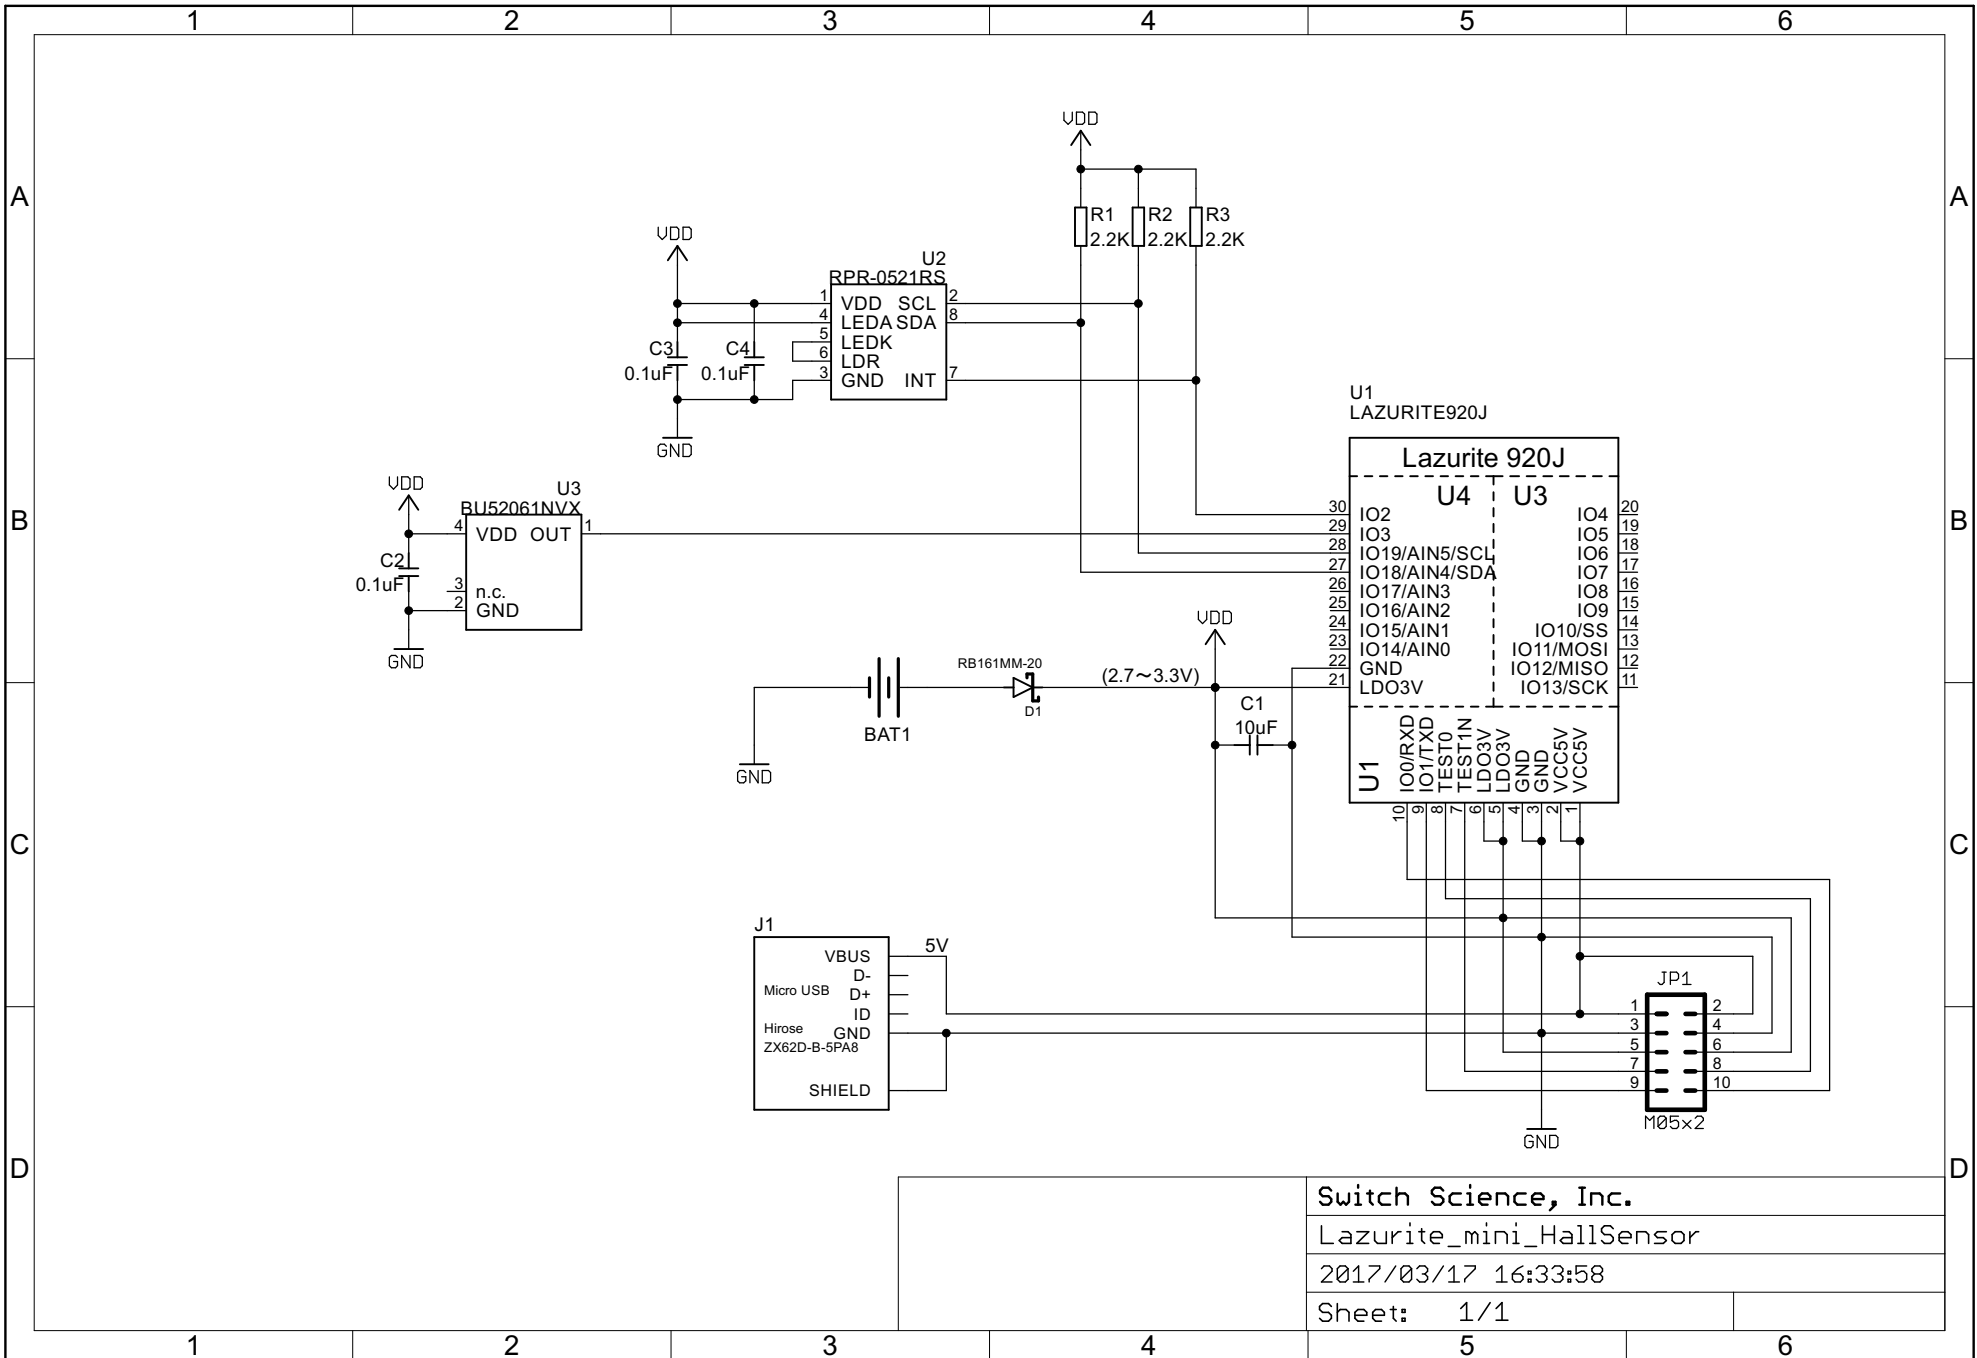 1 2 3 4 5 6
A A
VDD
R1 R2 R3
2.2K 2.2K 2.2K
VDD
U2
RPR-0521RS
1 VDD SCL 2
4 LEDA SDA 8
5 LEDK
6 LDR
3 GND INT 7
C3 C4
0.1uF 0.1uF
GND
U1
LAZURITE920J
Lazurite 920J
U4 U3
B B
VDD
U3
BU52061NVX
4 VDD OUT 1
3 n.c.
2 GND
C2
0.1uF
GND
30 IO2 IO4 20
29 IO3 IO5 19
28 IO19/AIN5/SCL IO6 18
27 IO18/AIN4/SDA IO7 17
26 IO17/AIN3 IO8 16
25 IO16/AIN2 IO9 15
24 IO15/AIN1 IO10/SS 14
23 IO14/AIN0 IO11/MOSI 13
22 GND IO12/MISO 12
21 LDO3V IO13/SCK 11
VDD
RB161MM-20
(2.7~3.3V)
D1
BAT1
GND
C1
10uF
U1
IO0/RXD
IO1/TXD
TEST0
TEST1N
LDO3V
LDO3V
GND
GND
VCC5V
VCC5V
10 9 8 7 6 5 4 3 2 1
C C
J1
VBUS 5V
D-
Micro USB D+
ID
Hirose GND
ZX62D-B-5PA8
SHIELD
JP1
1 2
3 4
5 6
7 8
9 10
M05x2
GND
D D
Switch Science, Inc.
Lazurite_mini_HallSensor
2017/03/17 16:33:58
Sheet: 1/1
1 2 3 4 5 6